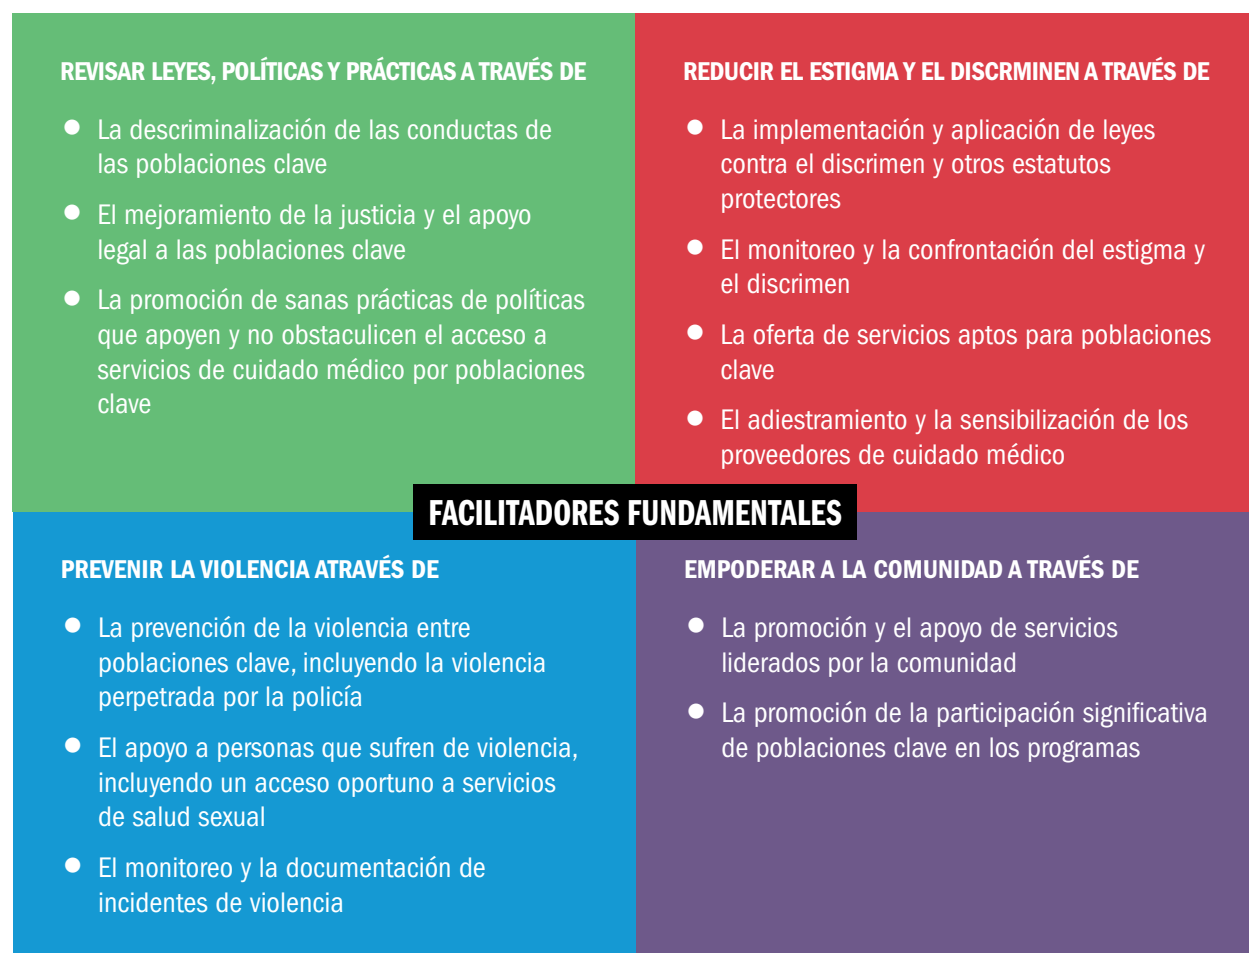 REVISAR LEYES, POLÍTICAS Y PRÁCTICAS A TRAVÉS DE
● La descriminalización de las conductas de
las poblaciones clave
● El mejoramiento de la justicia y el apoyo
legal a las poblaciones clave
● La promoción de sanas prácticas de políticas
que apoyen y no obstaculicen el acceso a
servicios de cuidado médico por poblaciones
clave
REDUCIR EL ESTIGMA Y EL DISCRMINEN A TRAVÉS DE
● La implementación y aplicación de leyes
contra el discrimen y otros estatutos
protectores
● El monitoreo y la confrontación del estigma y
el discrimen
● La oferta de servicios aptos para poblaciones
clave
● El adiestramiento y la sensibilización de los
proveedores de cuidado médico
FACILITADORES FUNDAMENTALES
PREVENIR LA VIOLENCIA ATRAVÉS DE
● La prevención de la violencia entre
poblaciones clave, incluyendo la violencia
perpetrada por la policía
● El apoyo a personas que sufren de violencia,
incluyendo un acceso oportuno a servicios
de salud sexual
● El monitoreo y la documentación de
incidentes de violencia
EMPODERAR A LA COMUNIDAD A TRAVÉS DE
● La promoción y el apoyo de servicios
liderados por la comunidad
● La promoción de la participación significativa
de poblaciones clave en los programas